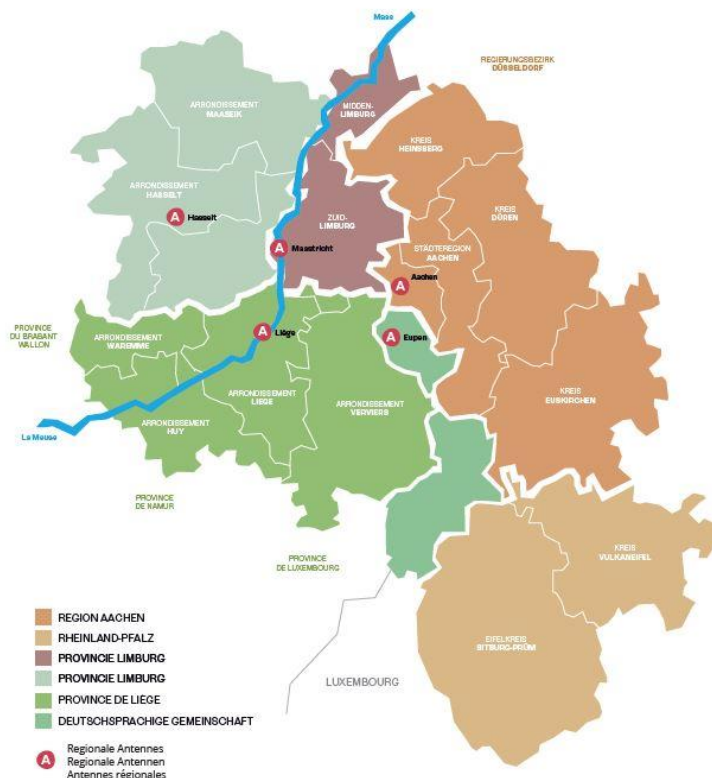 Maas
REGIERUNGSBEZIRK
DÜSSELDORF
ARRONDISSEMENT
MAASEIK
MIDDEN-
LIMBURG
KREIS
HEINSBERG
ARRONDISSEMENT
HASSELT
A Hasselt
ZUID-
LIMBURG
KREIS
DÜREN
A Maastricht
STÄDTEREGION
AACHEN
A Aachen
PROVINCE
DU BRABANT
WALLON
ARRONDISSEMENT
WAREMME
A Liège
A Eupen
ARRONDISSEMENT
LIEGE
ARRONDISSEMENT
VERVIERS
KREIS
EUSKIRCHEN
La Meuse
ARRONDISSEMENT
HUY
PROVINCE
DE NAMUR
PROVINCE
DE LUXEMBOURG
KREIS
VULKANEIFEL
EIFELKREIS
BITBURG-PRÜM
LUXEMBOURG
REGION AACHEN
RHEINLAND-PFALZ
PROVINCIE LIMBURG
PROVINCIE LIMBURG
PROVINCE DE LIÈGE
DEUTSCHSPRACHIGE GEMEINSCHAFT
A
Regionale Antennes
Regionale Antennen
Antennes régionales